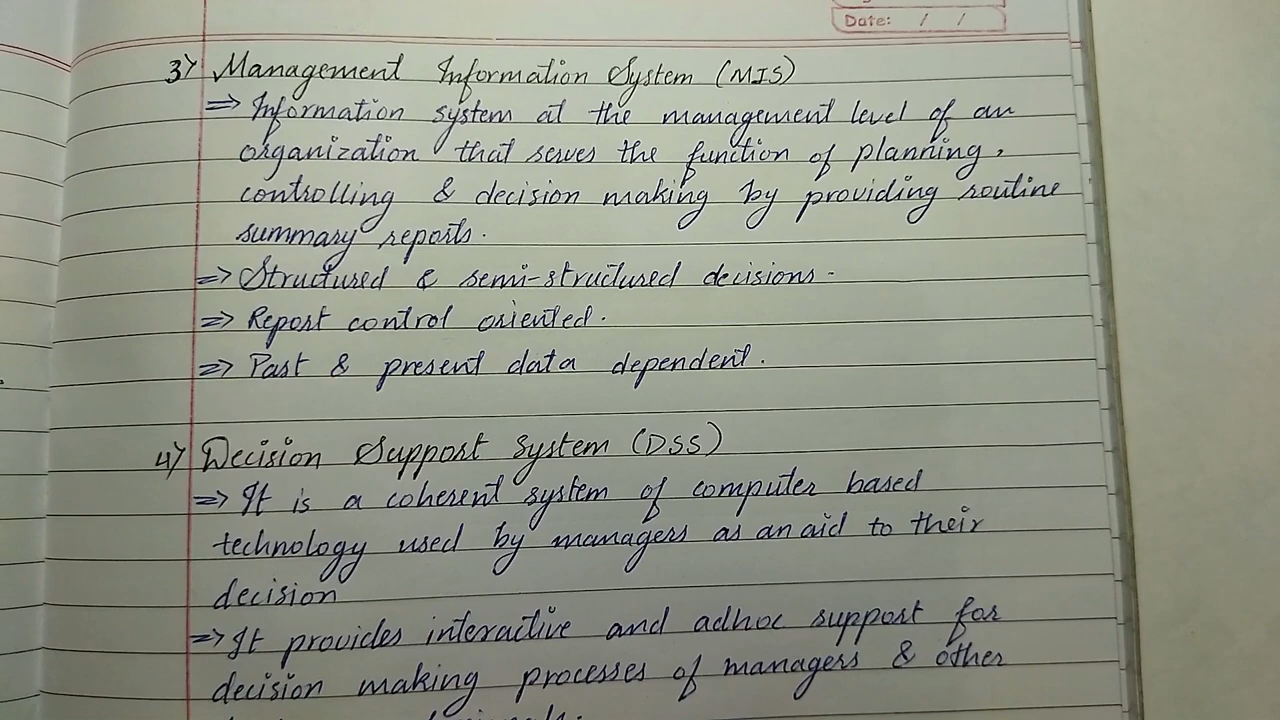 Date: / /
3) Management Information System (MIS)
⇒ Information system at the management level of an
organization that serves the function of planning,
controlling & decision making by providing routine
summary reports.
⇒ Structured & semi-structured decisions.
⇒ Report control oriented.
⇒ Past & present data dependent.
4) Decision Support System (DSS)
⇒ It is a coherent system of computer based
technology used by managers as an aid to their
decision
⇒ It provides interactive and adhoc support for
decision making processes of managers & other